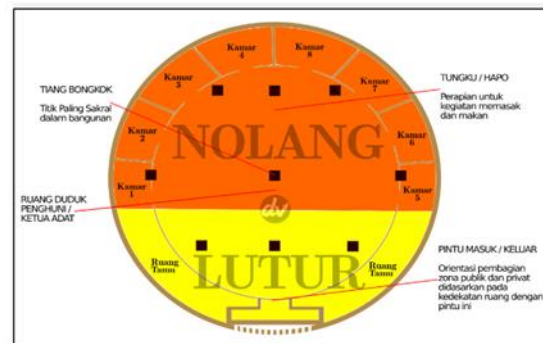 Kamar
4
Kamar
8
Kamar
3
Kamar
7
TIANG BONGKOK
Titik Paling Sakral
dalam bangunan
TUNGKU / HAPO
Perapian untuk
kegiatan memasak
dan makan
Kamar
2
NOLANG
Kamar
6
Kamar
1
Kamar
5
RUANG DUDUK
PENGHUNI /
KETUA ADAT
dv
Ruang
Tamu
LUTUR
Ruang
Tamu
PINTU MASUK / KELUAR
Orientasi pembagian
zona publik dan privat
didasarkan pada
kedekatan ruang dengan
pintu ini